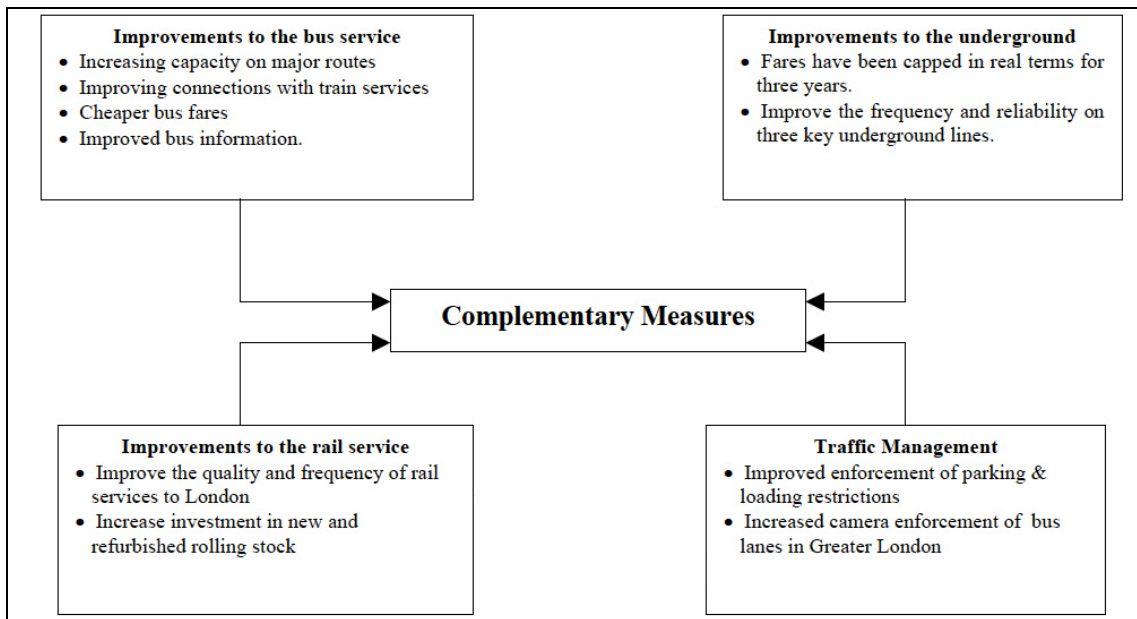 Improvements to the bus service
• Increasing capacity on major routes
• Improving connections with train services
• Cheaper bus fares
• Improved bus information.
Improvements to the underground
• Fares have been capped in real terms for
three years.
• Improve the frequency and reliability on
three key underground lines.
Complementary Measures
Improvements to the rail service
• Improve the quality and frequency of rail
services to London
• Increase investment in new and
refurbished rolling stock
Traffic Management
• Improved enforcement of parking &
loading restrictions
• Increased camera enforcement of bus
lanes in Greater London